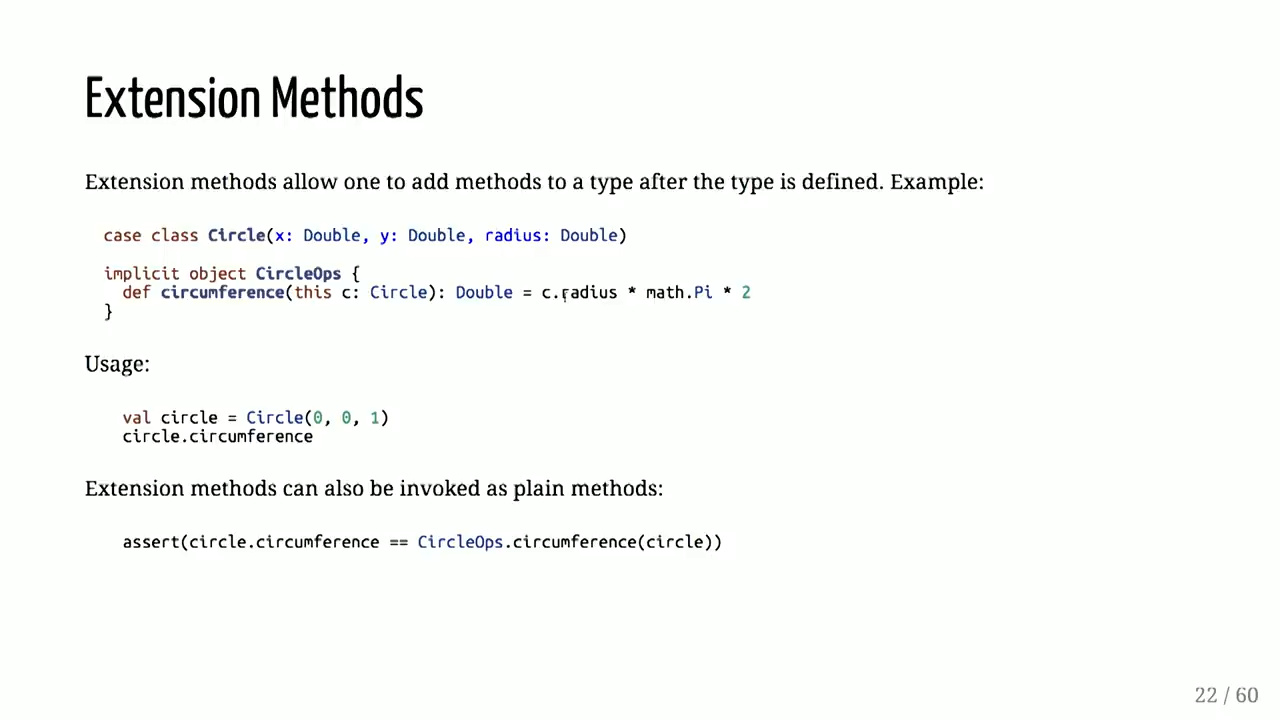 Extension Methods
Extension methods allow one to add methods to a type after the type is defined. Example:
case class Circle(x: Double, y: Double, radius: Double)
implicit object CircleOps {
def circumference(this c: Circle): Double = c.radius * math.Pi * 2
}
Usage:
val circle = Circle(0, 0, 1)
circle.circumference
Extension methods can also be invoked as plain methods:
assert(circle.circumference == CircleOps.circumference(circle))
22 / 60